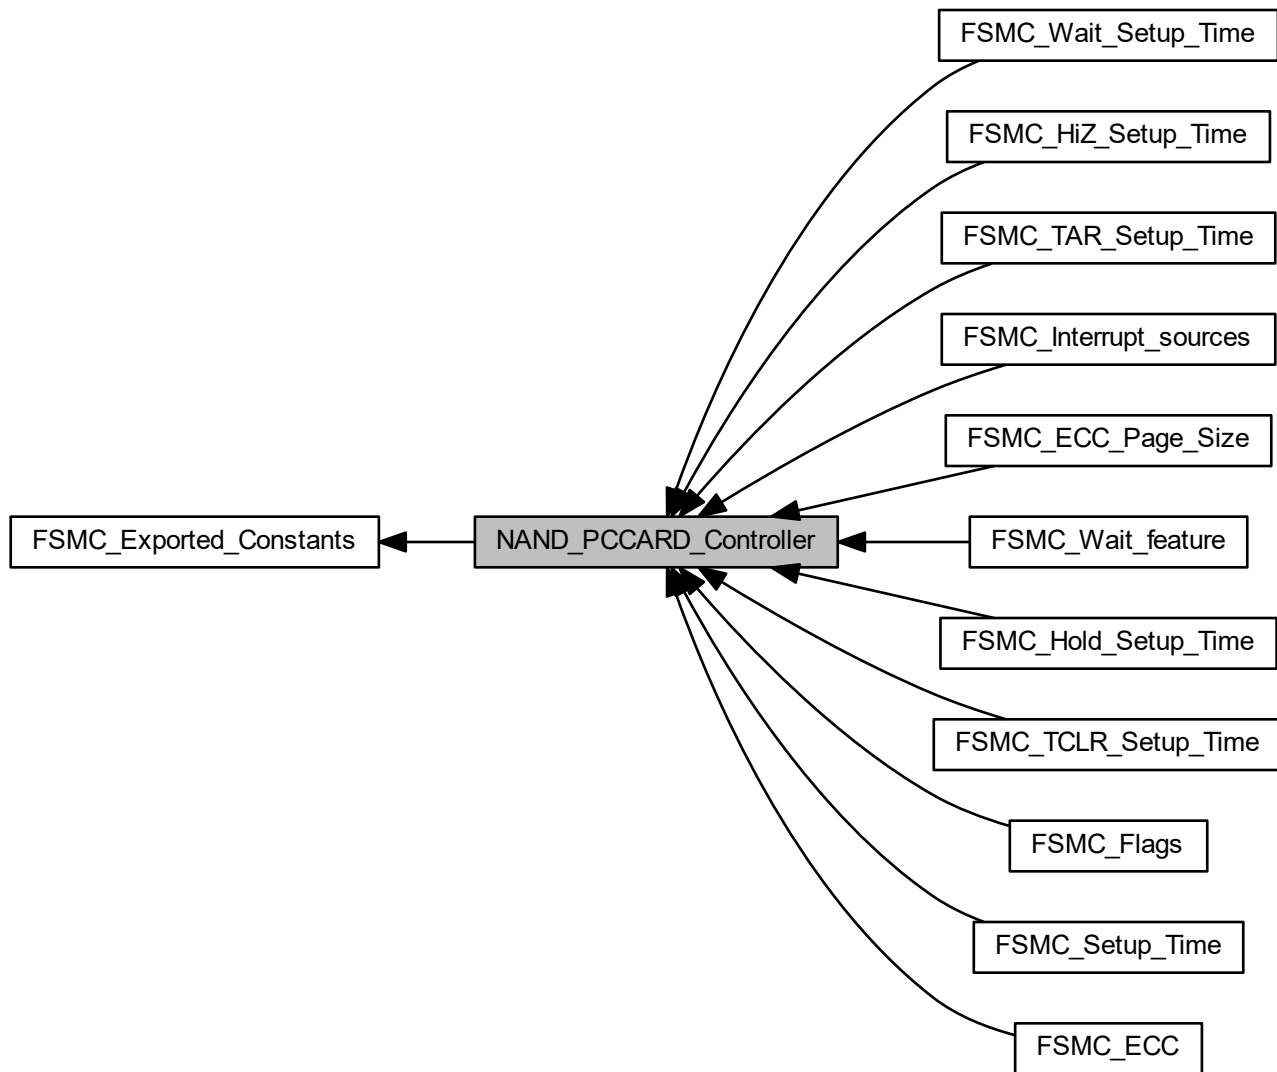 FSMC_Wait_Setup_Time
FSMC_HiZ_Setup_Time
FSMC_TAR_Setup_Time
FSMC_Interrupt_sources
FSMC_ECC_Page_Size
FSMC_Exported_Constants
NAND_PCCARD_Controller
FSMC_Wait_feature
FSMC_Hold_Setup_Time
FSMC_TCLR_Setup_Time
FSMC_Flags
FSMC_Setup_Time
FSMC_ECC